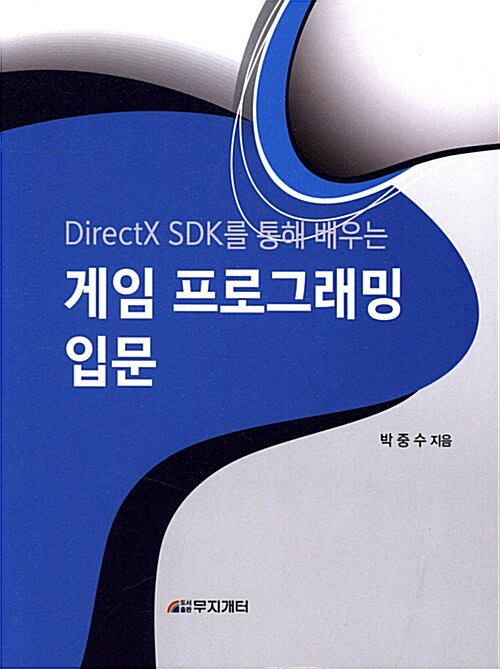 DirectX SDK를 통해 배우는
게임 프로그래밍
입문
박중수 지음
도서출판 무지개터